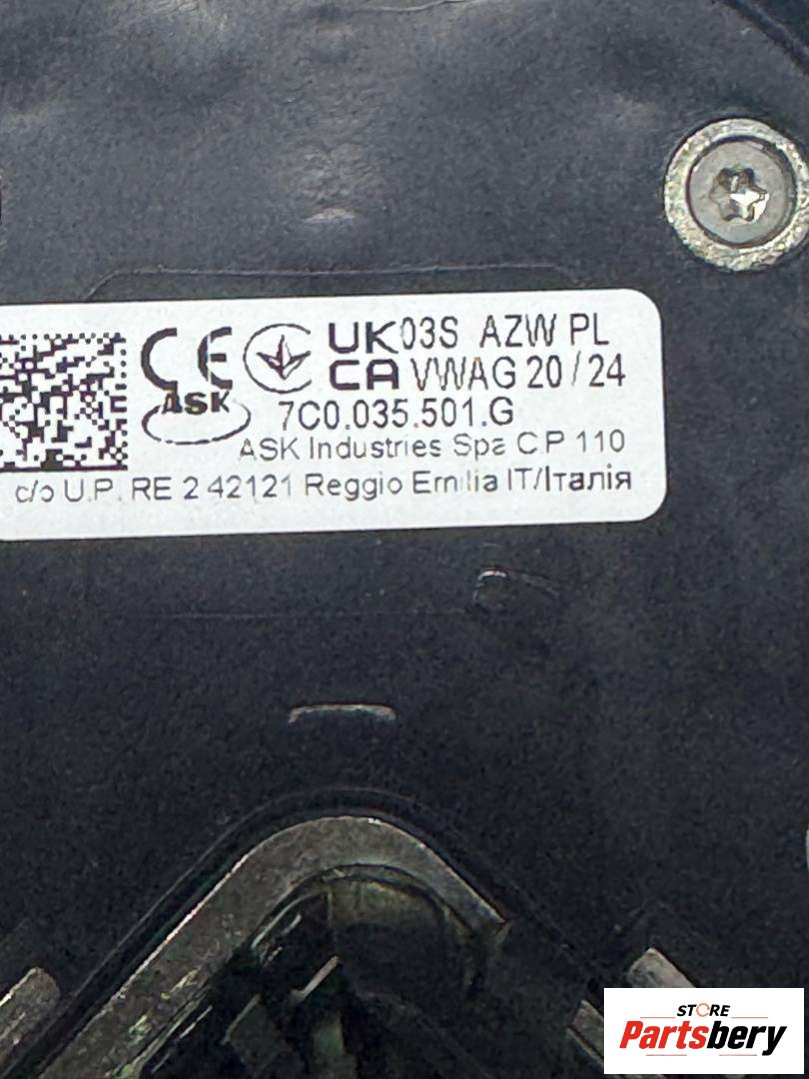 CE UK 03S AZW PL
CA VWAG 20/24
ASK 7C0.035.501.G
ASK Industries Spa C.P 110
c/o U.P. RE 2 42121 Reggio Emilia IT/Італія
STORE
Partsbery